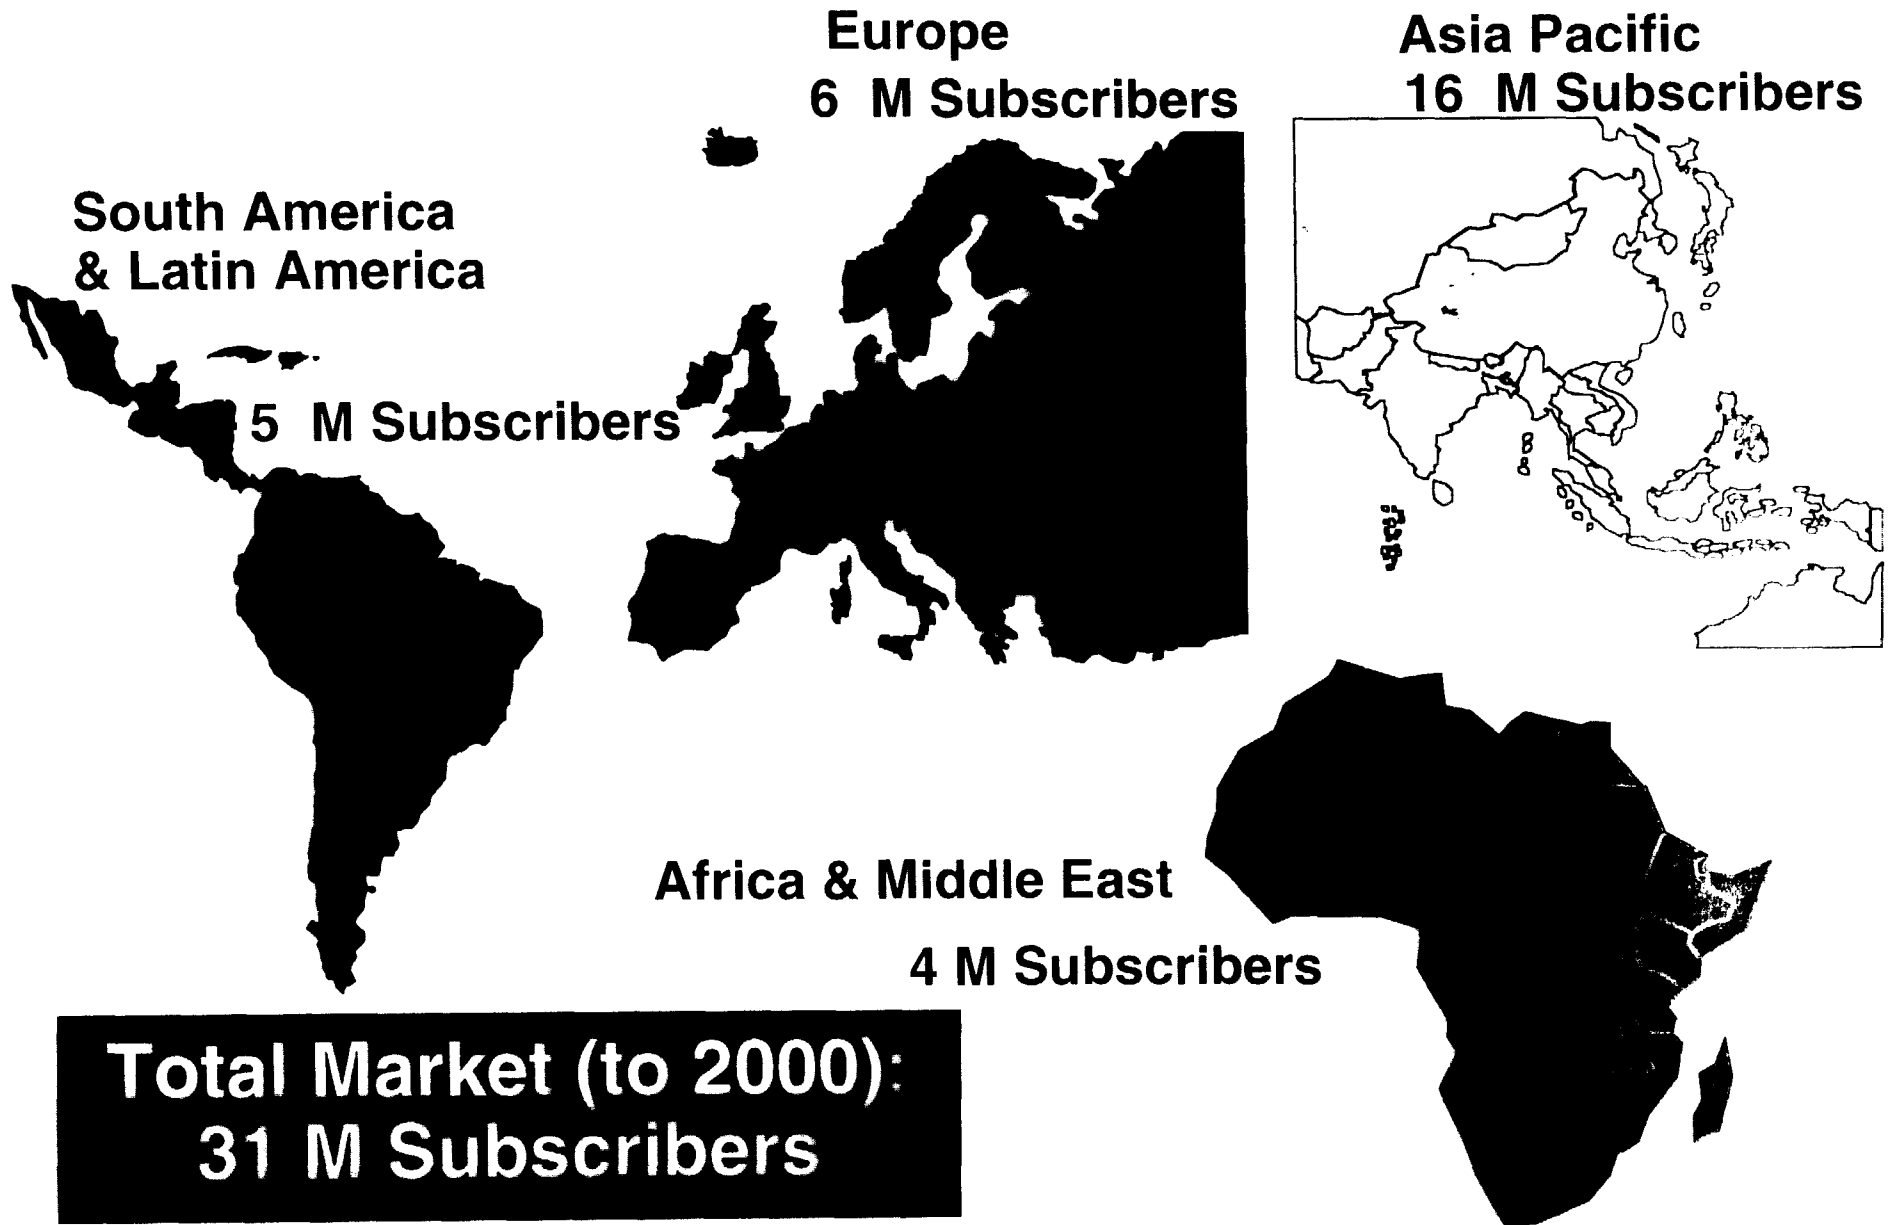 Europe
6 M Subscribers
Asia Pacific
16 M Subscribers
South America
& Latin America
5 M Subscribers
Africa & Middle East
4 M Subscribers
Total Market (to 2000):
31 M Subscribers